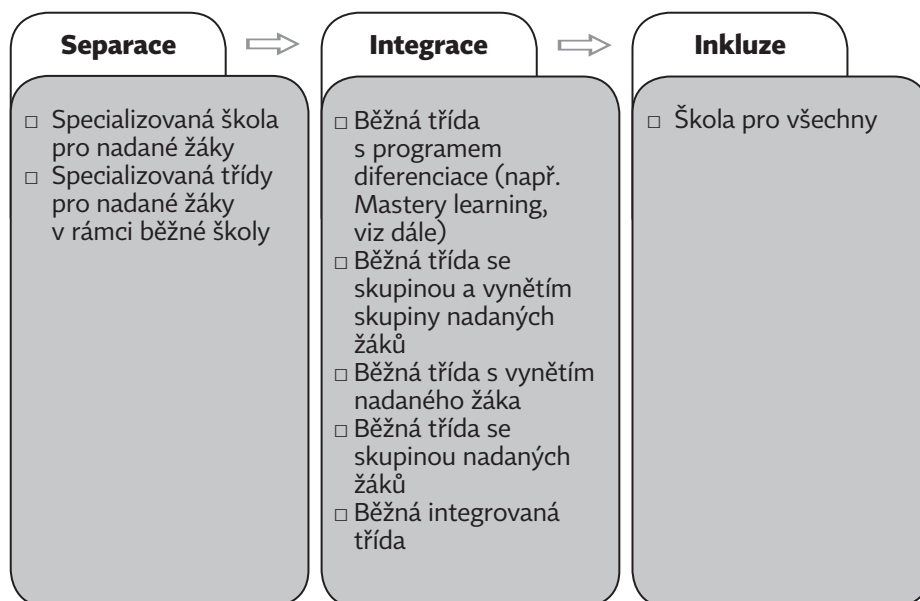 Separace
□ Specializovaná škola
pro nadané žáky
□ Specializovaná třídy
pro nadané žáky
v rámci běžné školy
Integrace
□ Běžná třída
s programem
diferenciace (např.
Mastery learning,
viz dále)
□ Běžná třída se
skupinou a vynětím
skupiny nadaných
žáků
□ Běžná třída s vynětím
nadaného žáka
□ Běžná třída se
skupinou nadaných
žáků
□ Běžná integrovaná
třída
Inkluze
□ Škola pro všechny